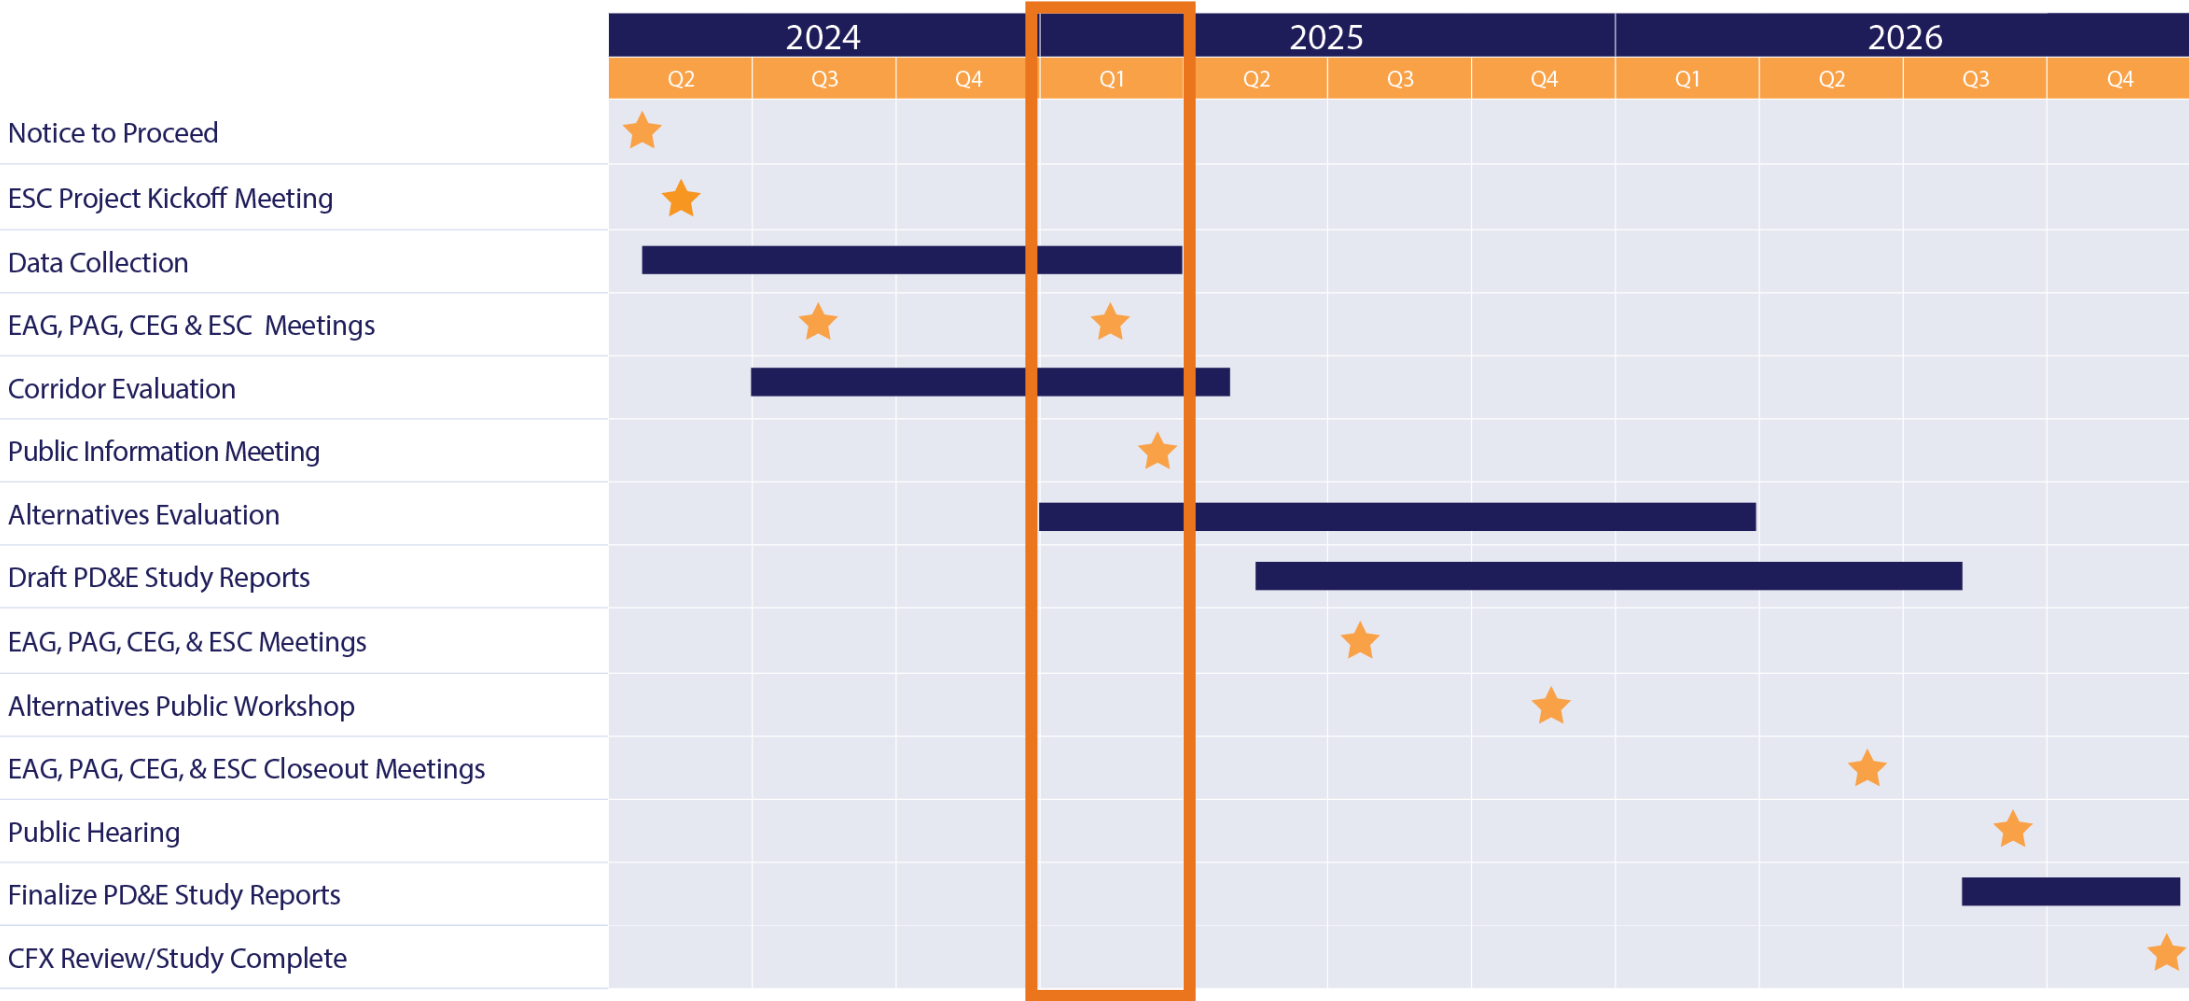 2024 2025 2026
Q2 Q3 Q4 Q1 Q2 Q3 Q4 Q1 Q2 Q3 Q4
Notice to Proceed
ESC Project Kickoff Meeting
Data Collection
EAG, PAG, CEG & ESC  Meetings
Corridor Evaluation
Public Information Meeting
Alternatives Evaluation
Draft PD&E Study Reports
EAG, PAG, CEG, & ESC Meetings
Alternatives Public Workshop
EAG, PAG, CEG, & ESC Closeout Meetings
Public Hearing
Finalize PD&E Study Reports
CFX Review/Study Complete